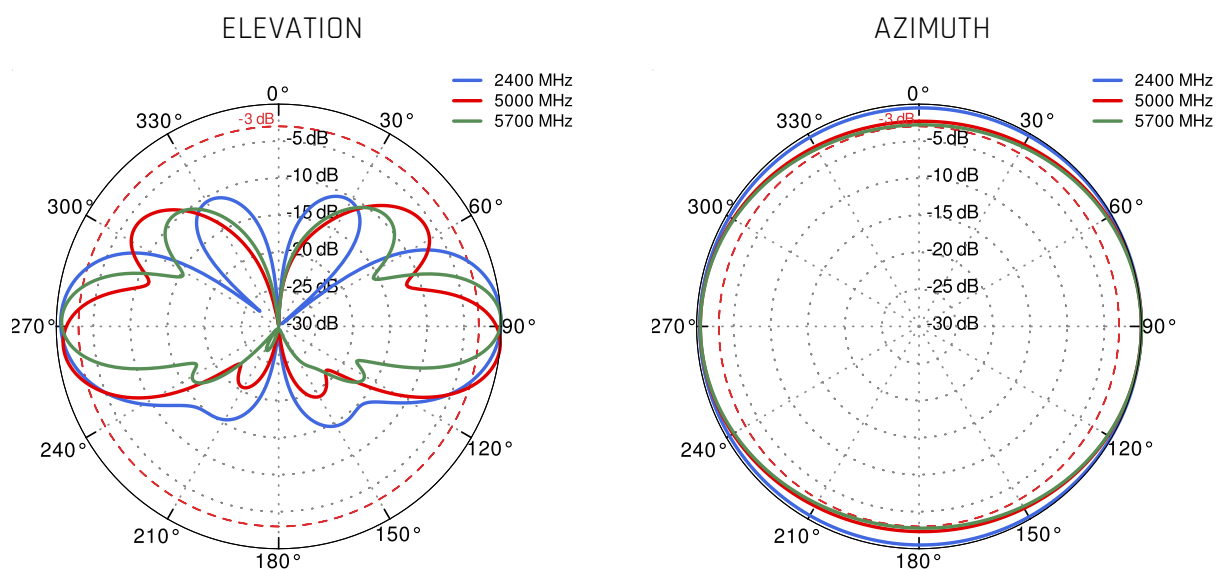 ELEVATION
2400 MHz
5000 MHz
5700 MHz
0°
330°
-3 dB
30°
-5 dB
-10 dB
300°
-15 dB
60°
-20 dB
-25 dB
270°
-30 dB
90°
240°
120°
210°
150°
180°
AZIMUTH
2400 MHz
5000 MHz
5700 MHz
0°
330°
-3 dB
30°
-5 dB
-10 dB
300°
-15 dB
60°
-20 dB
-25 dB
270°
-30 dB
90°
240°
120°
210°
150°
180°